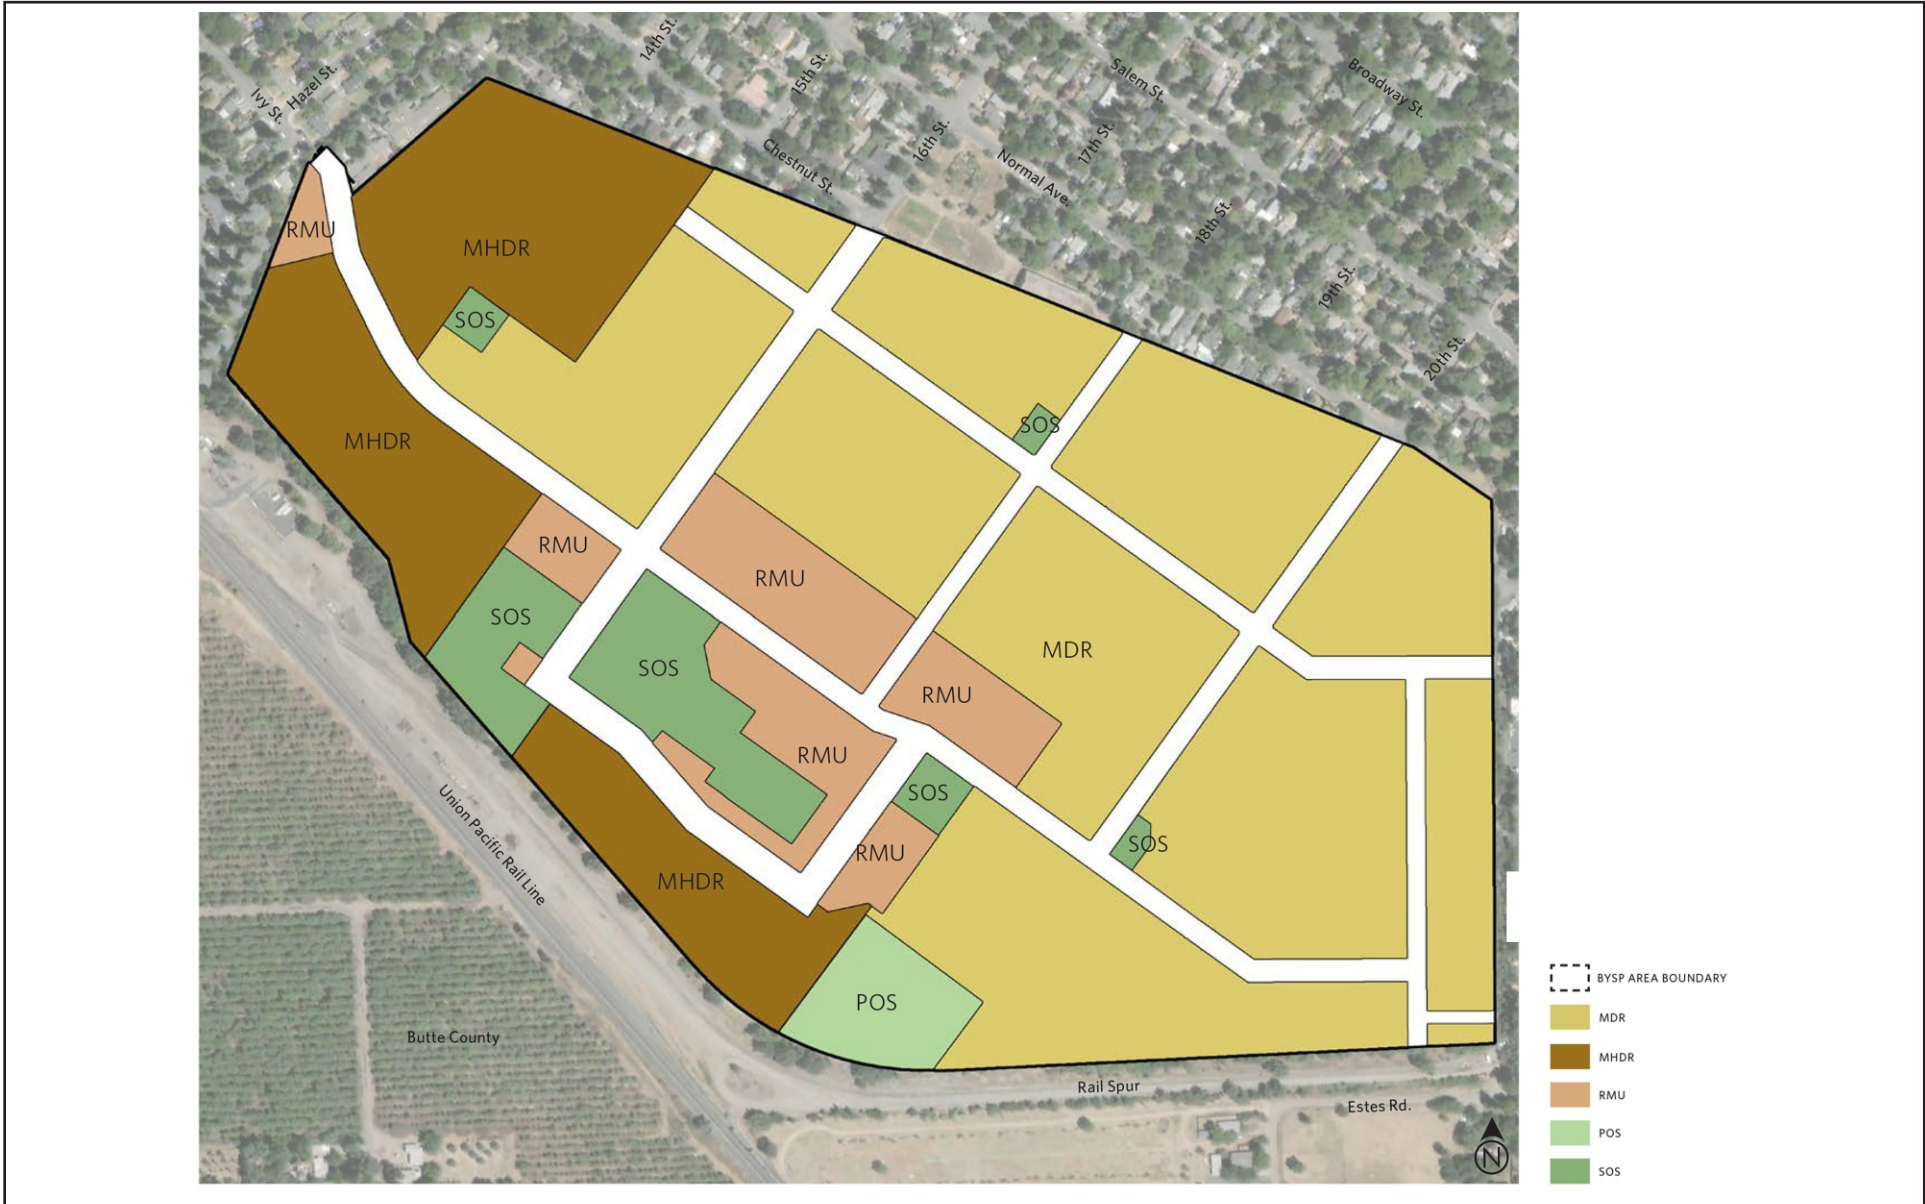 14th St.
15th St.
Salem St.
Broadway St.
Hazel St.
Ivy St.
16th St.
17th St.
Chestnut St.
Normal Ave.
18th St.
RMU
MHDR
19th St.
SOS
20th St.
SOS
MHDR
RMU
RMU
SOS
MDR
SOS
RMU
RMU
SOS
SOS
RMU
MHDR
Union Pacific Rail Line
POS
Butte County
Rail Spur
Estes Rd.
N
BYSP AREA BOUNDARY
MDR
MHDR
RMU
POS
SOS